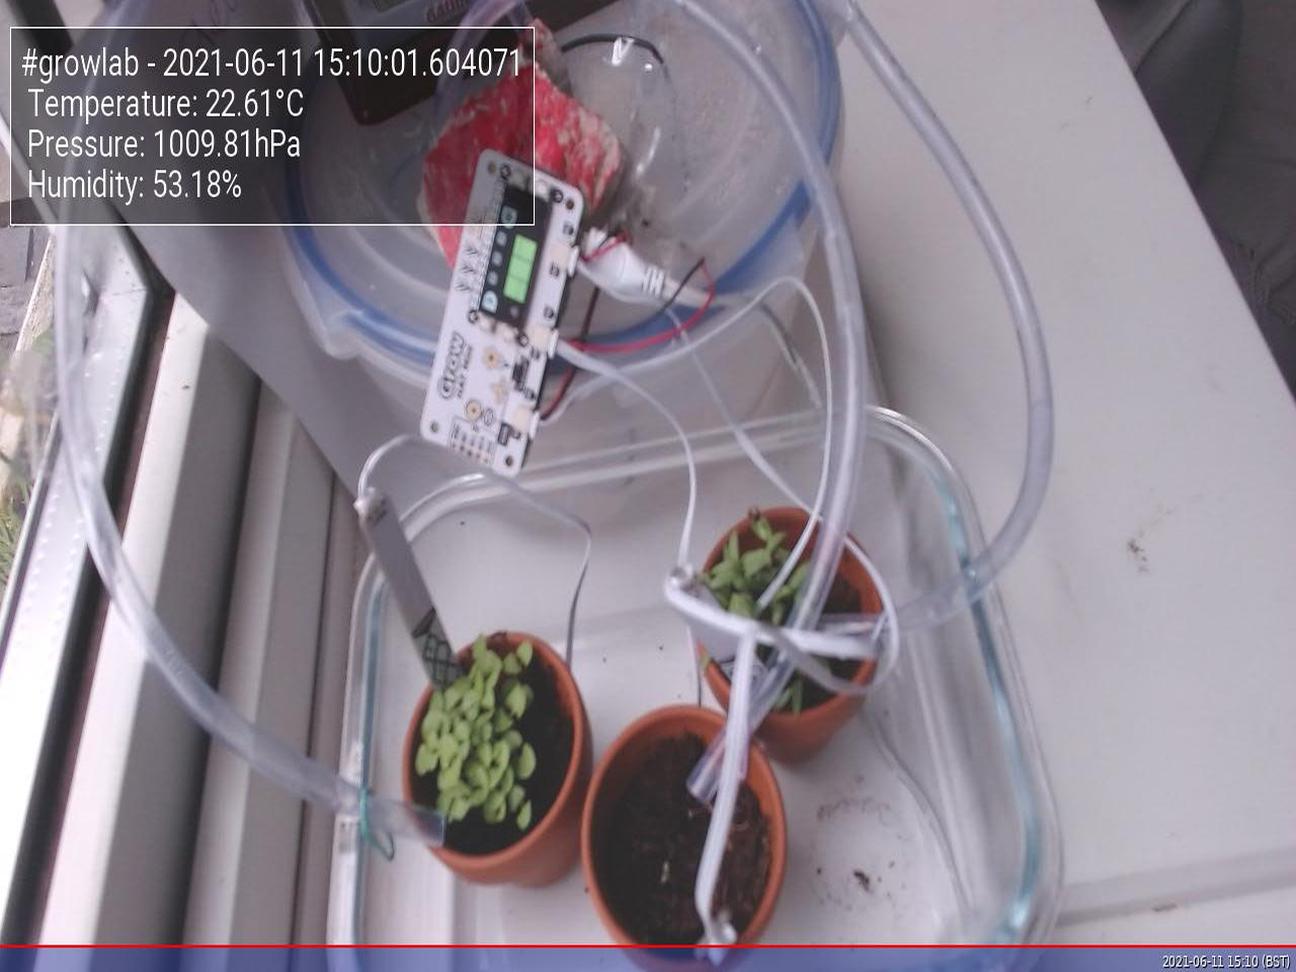 #growlab - 2021-06-11 15:10:01.604071
Temperature: 22.61°C
Pressure: 1009.81hPa
Humidity: 53.18%
GROW
2021-06-11 15:10 (BST)